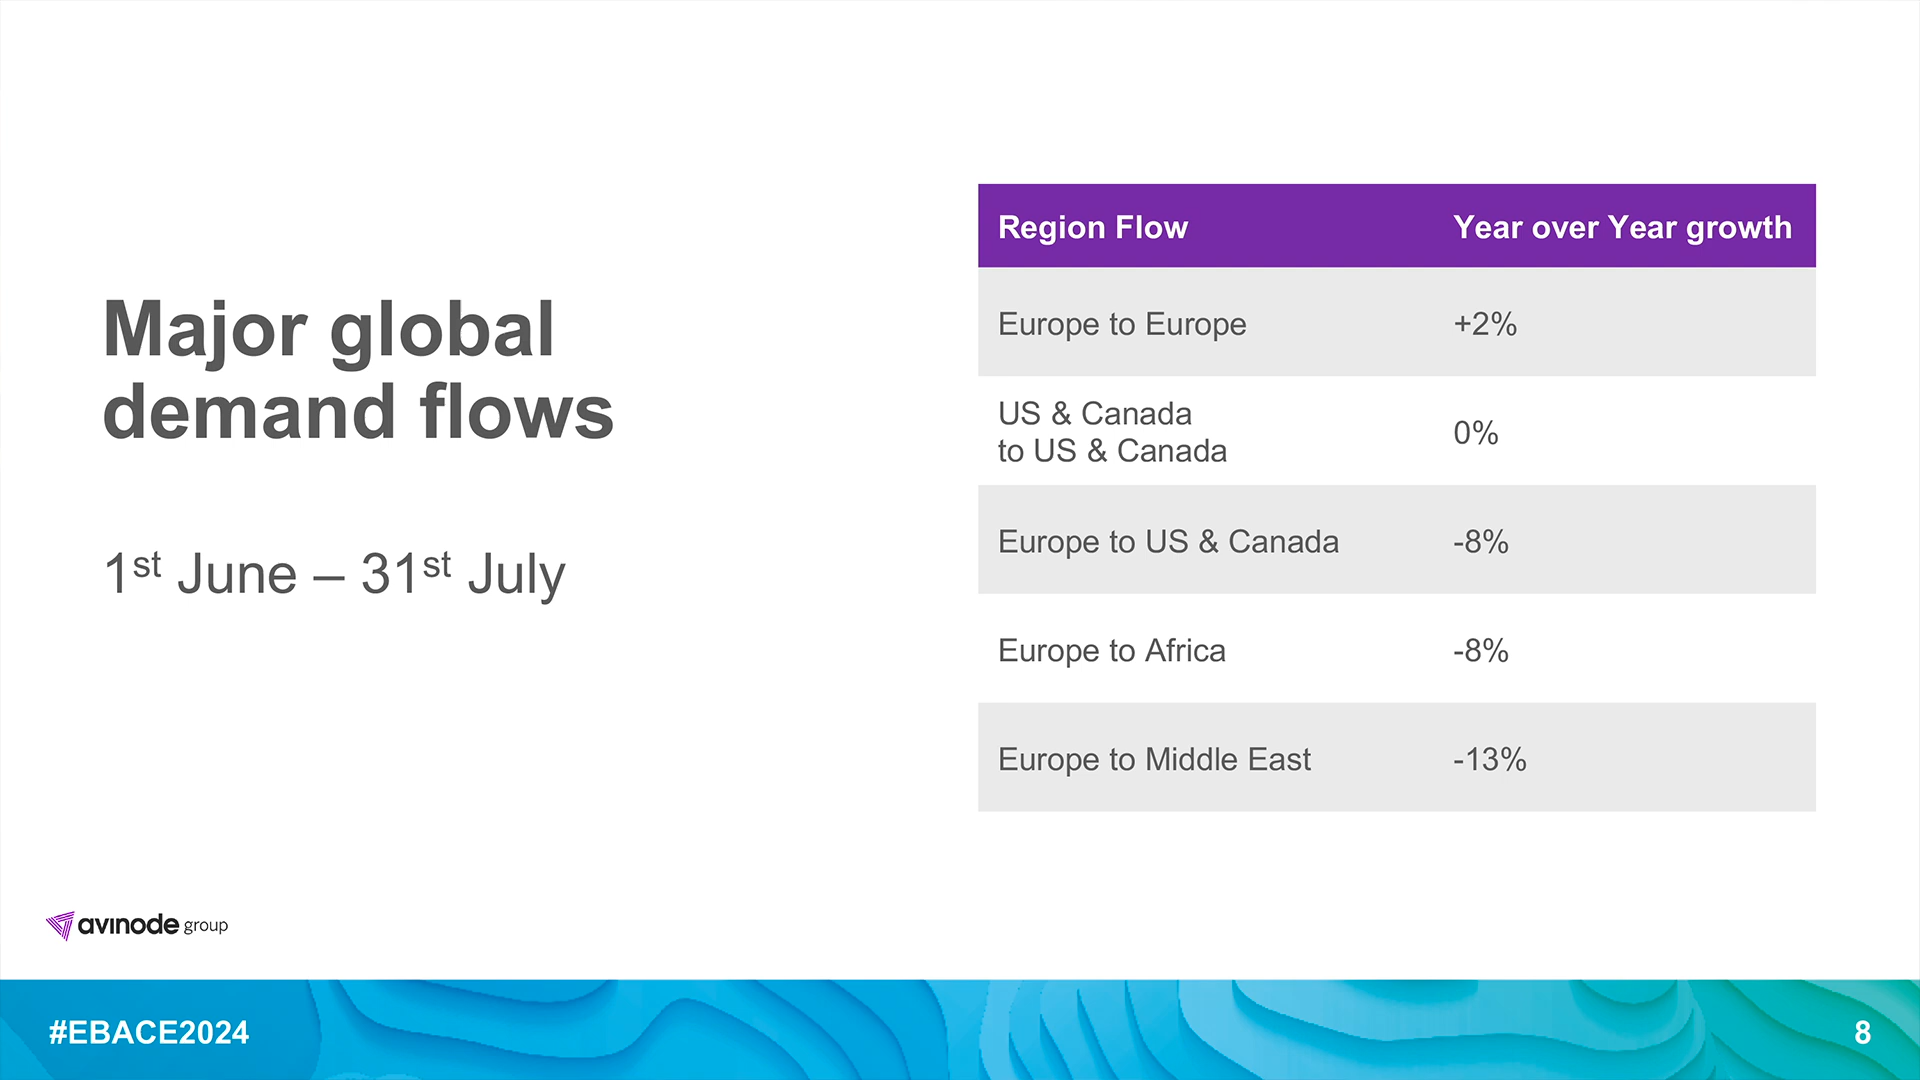 Major global
demand flows
1st June – 31st July
Region Flow Year over Year growth
Europe to Europe +2%
US & Canada
to US & Canada 0%
Europe to US & Canada -8%
Europe to Africa -8%
Europe to Middle East -13%
avinode group
#EBACE2024 8